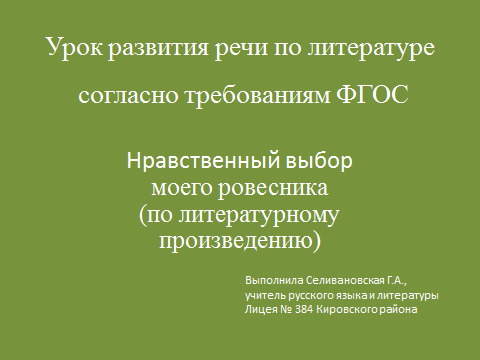 Урок развития речи по литературе
согласно требованиям ФГОС
Нравственный выбор
моего ровесника
(по литературному
произведению)
Выполнила Селивановская Г.А.,
учитель русского языка и литературы
Лицея № 384 Кировского района